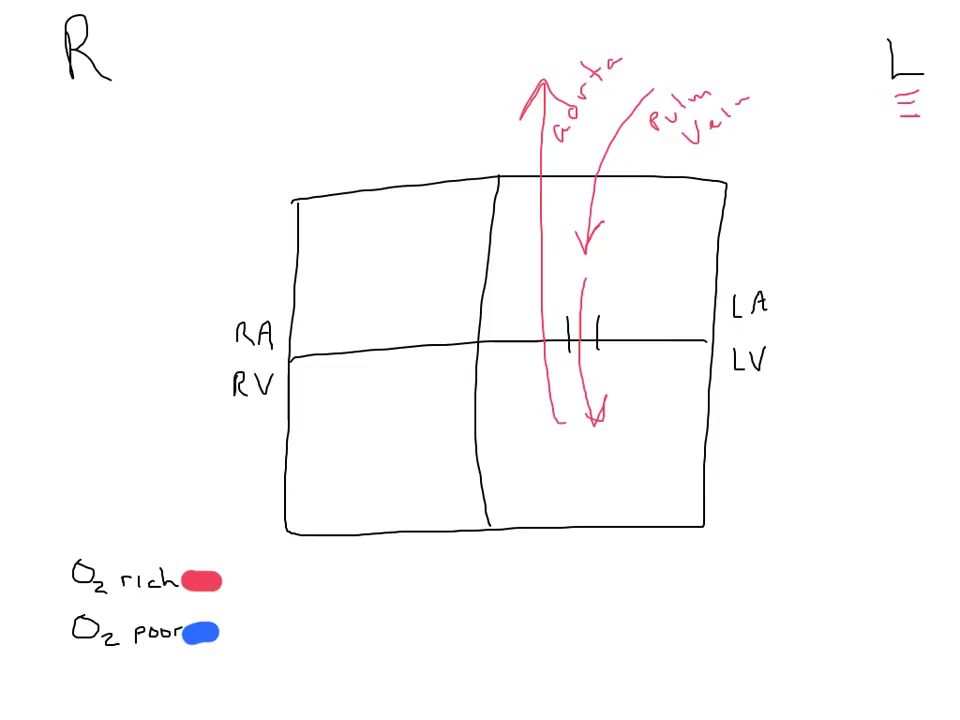 R
L
aorta
Pulm
Vein
RA
RV
LA
LV
O2 rich
O2 poor